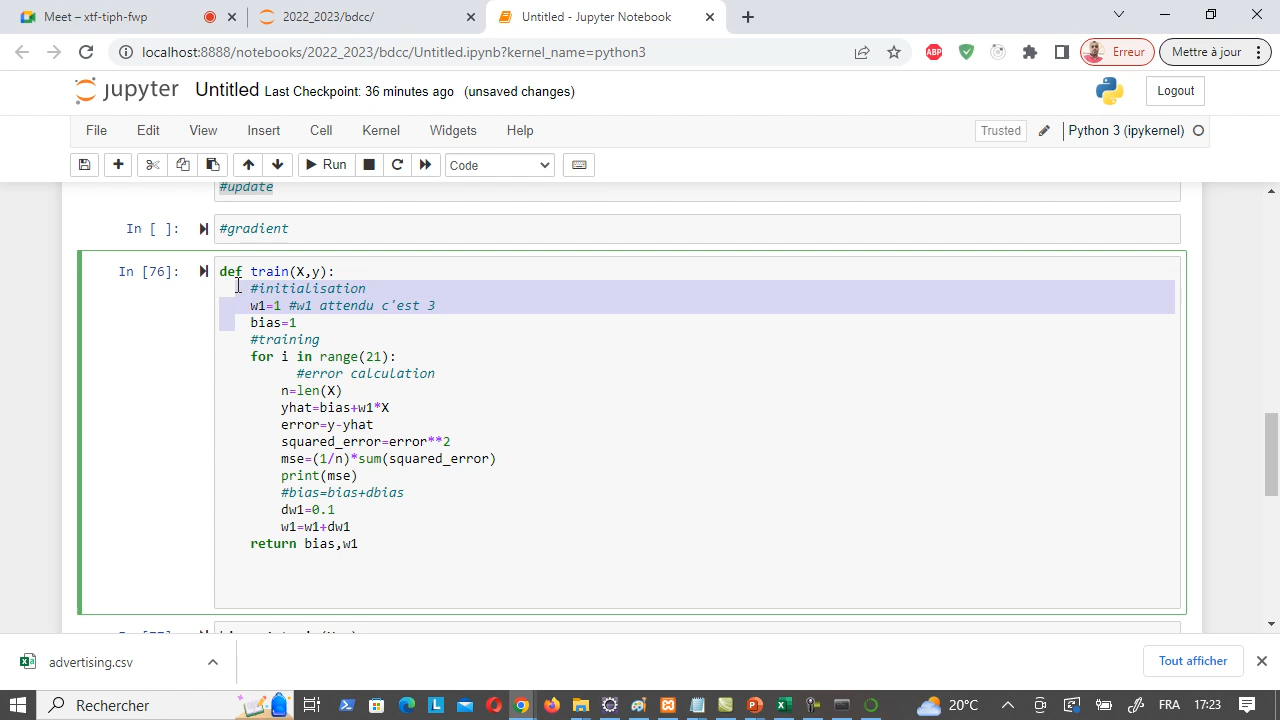 Meet – xtf-tiph-fwp
2022_2023/bdcc/
Untitled - Jupyter Notebook
localhost:8888/notebooks/2022_2023/bdcc/Untitled.ipynb?kernel_name=python3
ABP
Erreur
Mettre à jour
jupyter
Untitled Last Checkpoint: 36 minutes ago (unsaved changes)
Logout
File Edit View Insert Cell Kernel Widgets Help
Trusted
Python 3 (ipykernel)
Run
Code
#update
In [ ]:
#gradient
In [76]:
def train(X,y):
#initialisation
w1=1 #w1 attendu c'est 3
bias=1
#training
for i in range(21):
#error calculation
n=len(X)
yhat=bias+w1*X
error=y-yhat
squared_error=error**2
mse=(1/n)*sum(squared_error)
print(mse)
#bias=bias+dbias
dw1=0.1
w1=w1+dw1
return bias,w1
advertising.csv
Tout afficher
Rechercher
20°C
FRA
17:23